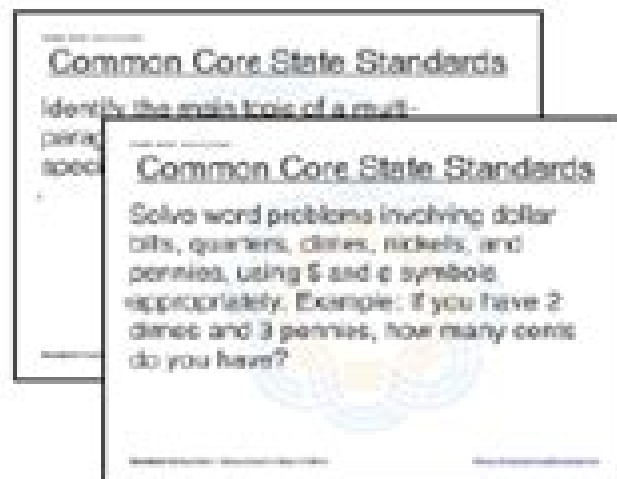 Common Core State Standards
Identify the main topic of a multi-
parag
speci
Common Core State Standards
Solve word problems involving dollar
bills, quarters, dimes, nickels, and
pennies, using $ and ¢ symbols
appropriately. Example: If you have 2
dimes and 3 pennies, how many cents
do you have?